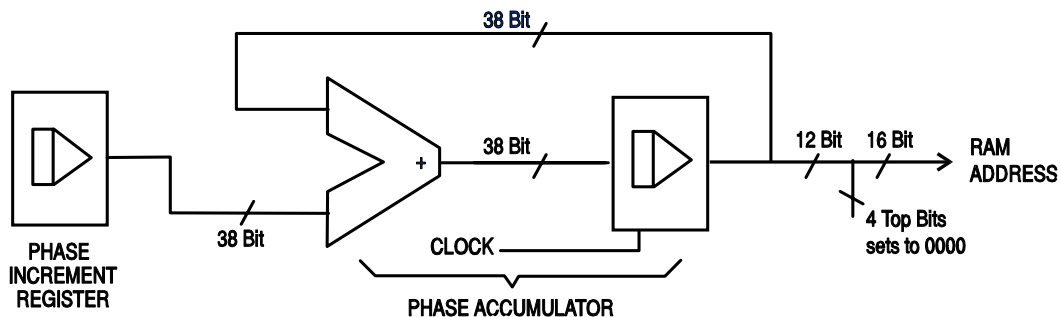 38 Bit
38 Bit
12 Bit
16 Bit
RAM
ADDRESS
38 Bit
4 Top Bits
sets to 0000
PHASE
INCREMENT
REGISTER
+
CLOCK
PHASE ACCUMULATOR